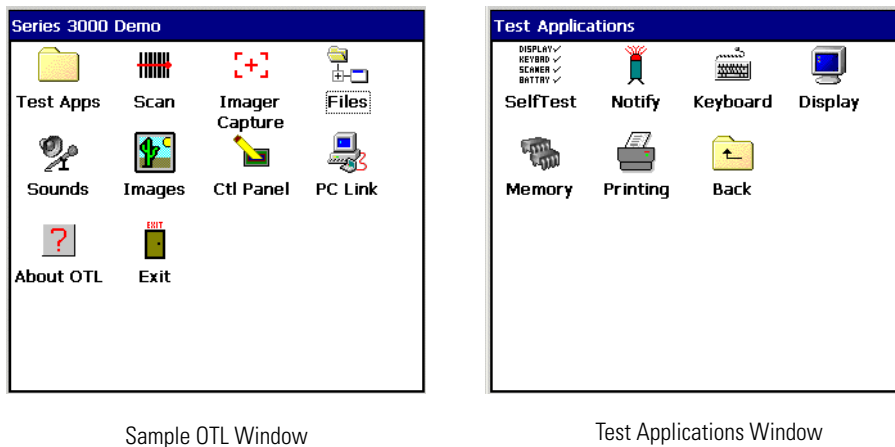 Series 3000 Demo
Test Apps
Scan
Imager
Capture
Files
Sounds
Images
Ctl Panel
PC Link
About OTL
EXIT
Exit
Sample OTL Window
Test Applications
DISPLAY✓
KEYBRD ✓
SCANER ✓
BATTRY ✓
SelfTest
Notify
Keyboard
Display
Memory
Printing
Back
Test Applications Window